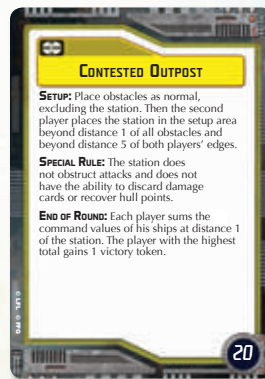 CONTESTED OUTPOST
SETUP: Place obstacles as normal,
excluding the station. Then the second
player places the station in the setup area
beyond distance 1 of all obstacles and
beyond distance 5 of both players’ edges.
SPECIAL RULE: The station does
not obstruct attacks and does not
have the ability to discard damage
cards or recover hull points.
END OF ROUND: Each player sums the
command values of his ships at distance 1
of the station. The player with the highest
total gains 1 victory token.
© LFL © FFG
20